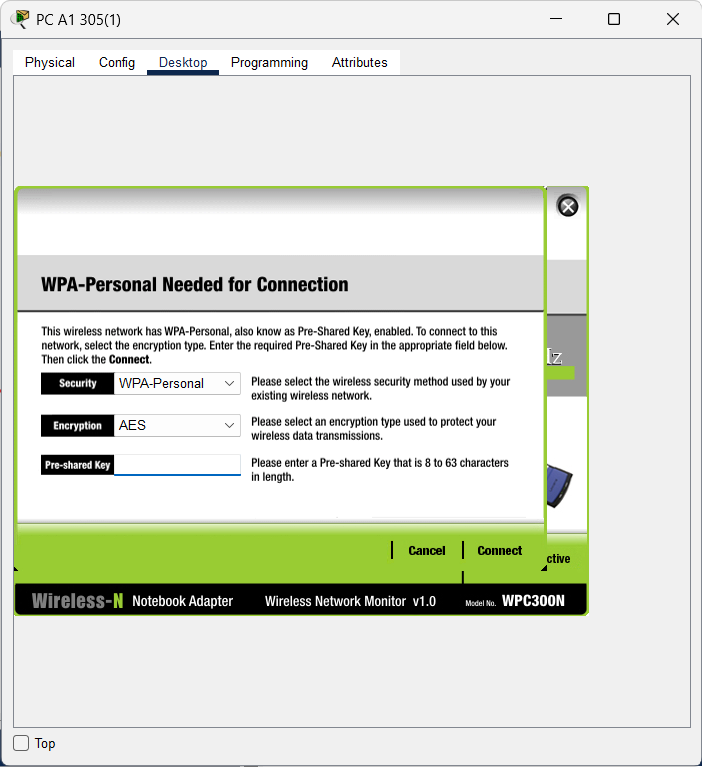 PC A1 305(1)
Physical Config Desktop Programming Attributes
WPA-Personal Needed for Connection
This wireless network has WPA-Personal, also know as Pre-Shared Key, enabled. To connect to this
network, select the encryption type. Enter the required Pre-Shared Key in the appropriate field below.
Then click the Connect.
Security WPA-Personal
Please select the wireless security method used by your
existing wireless network.
Encryption AES
Please select an encryption type used to protect your
wireless data transmissions.
Pre-shared Key
Please enter a Pre-shared Key that is 8 to 63 characters
in length.
Cancel Connect
ctive
Wireless-N Notebook Adapter Wireless Network Monitor v1.0 Model No. WPC300N
Top